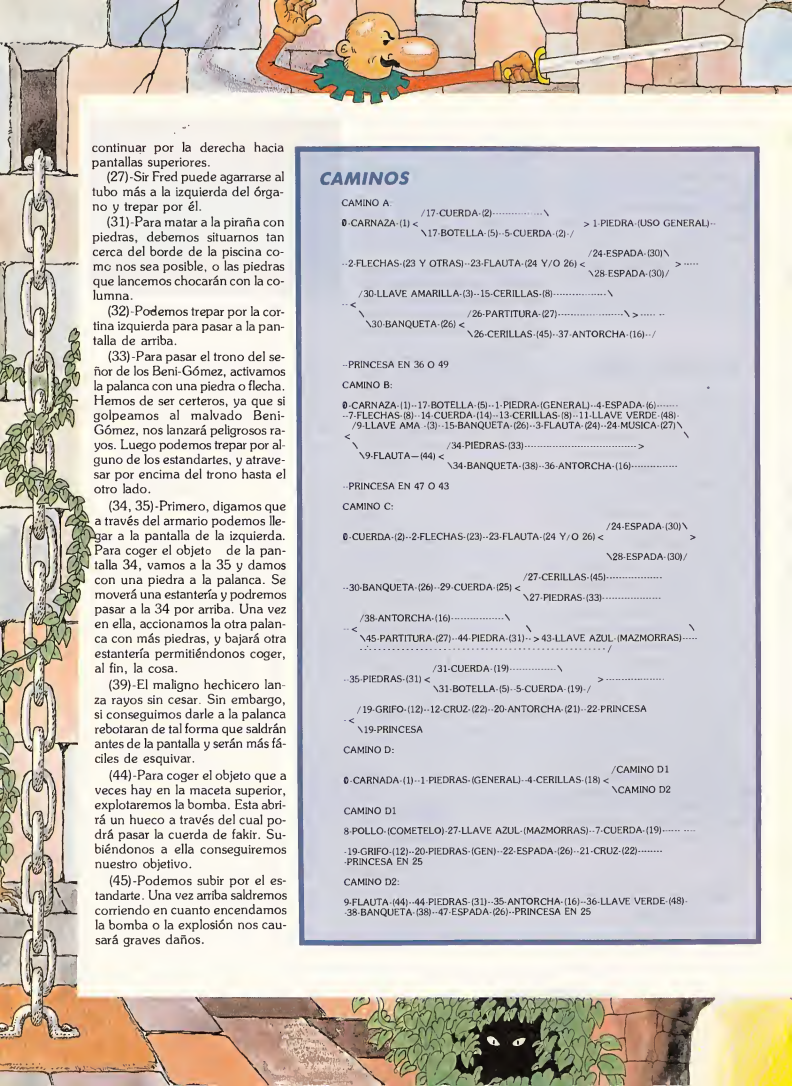 continuar por la derecha hacia
pantallas superiores.
(27)-Sir Fred puede agarrarse al
tubo más a la izquierda del órga-
no y trepar por él.
(31)-Para matar a la piraña con
piedras, debemos situarnos tan
cerca del borde de la piscina co-
mo nos sea posible, o las piedras
que lancemos chocarán con la co-
lumna.
(32)-Podemos trepar por la cor-
tina izquierda para pasar a la pan-
talla de arriba.
(33)-Para pasar el trono del se-
ñor de los Beni-Gómez, activamos
la palanca con una piedra o flecha.
Hemos de ser certeros, ya que si
golpeamos al malvado Beni-
Gómez, nos lanzará peligrosos ra-
yos. Luego podemos trepar por al-
guno de los estandartes, y atrave-
sar por encima del trono hasta el
otro lado.
(34, 35)-Primero, digamos que
a través del armario podemos lle-
gar a la pantalla de la izquierda.
Para coger el objeto de la pan-
talla 34, vamos a la 35 y damos
con una piedra a la palanca. Se
moverá una estantería y podremos
pasar a la 34 por arriba. Una vez
en ella, accionamos la otra palan-
ca con más piedras, y bajará otra
estantería permitiéndonos coger,
al fin, la cosa.
(39)-El maligno hechicero lan-
za rayos sin cesar. Sin embargo,
si conseguimos darle a la palanca
rebotaran de tal forma que saldrán
antes de la pantalla y serán más fá-
ciles de esquivar.
(44)-Para coger el objeto que a
veces hay en la maceta superior,
explotaremos la bomba. Esta abri-
rá un hueco a través del cual po-
drá pasar la cuerda de fakir. Su-
biéndonos a ella conseguiremos
nuestro objetivo.
(45)-Podemos subir por el es-
tandarte. Una vez arriba saldremos
corriendo en cuanto encendamos
la bomba o la explosión nos cau-
sará graves daños.
CAMINOS
CAMINO A:
/17-CUERDA-(2)----------------\
0-CARNAZA-(1) < > 1-PIEDRA-(USO GENERAL)--
\17-BOTELLA-(5)--5-CUERDA-(2)-/
/24-ESPADA-(30)\
--2-FLECHAS-(23 Y OTRAS)--23-FLAUTA-(24 Y/O 26) < > -----
\28-ESPADA-(30)/
/30-LLAVE AMARILLA-(3)--15-CERILLAS-(8)-----------------\
-- <
\ /26-PARTITURA-(27)--------------------\ > ----- --
\30-BANQUETA-(26) <
\26-CERILLAS-(45)--37-ANTORCHA-(16)--/
--PRINCESA EN 36 O 49
CAMINO B:
0-CARNAZA-(1)--17-BOTELLA-(5)--1-PIEDRA-(GENERAL)--4-ESPADA-(6)-------
--7-FLECHAS-(8)--14-CUERDA-(14)--13-CERILLAS-(8)--11-LLAVE VERDE-(48)-
/9-LLAVE AMA -(3)--15-BANQUETA-(26)--3-FLAUTA-(24)--24-MUSICA-(27)\
< \
\ /34-PIEDRAS-(33)------------------------------ >
\9-FLAUTA—(44) <
\34-BANQUETA-(38)--36-ANTORCHA-(16)---------------
--PRINCESA EN 47 O 43
CAMINO C:
/24-ESPADA-(30)\
0-CUERDA-(2)--2-FLECHAS-(23)--23-FLAUTA-(24 Y/O 26) < >
\28-ESPADA-(30)/
/27-CERILLAS-(45)------------------
--30-BANQUETA-(26)--29-CUERDA-(25) <
\27-PIEDRAS-(33)------------------
/38-ANTORCHA-(16)-----------------\
-- < \
\45-PARTITURA-(27)--44-PIEDRA-(31)-- > 43-LLAVE AZUL-(MAZMORRAS)-----
--------------------------------------------/
/31-CUERDA-(19)---------------\
--35-PIEDRAS-(31) < > -------------------
\31-BOTELLA-(5)--5-CUERDA-(19)-/
/19-GRIFO-(12)--12-CRUZ-(22)--20-ANTORCHA-(21)--22-PRINCESA
- <
\19-PRINCESA
CAMINO D:
/CAMINO D1
0-CARNADA-(1)--1-PIEDRAS-(GENERAL)--4-CERILLAS-(18) <
\CAMINO D2
CAMINO D1
8-POLLO-(COMETELO)-27-LLAVE AZUL-(MAZMORRAS)--7-CUERDA-(19)------ ----
-19-GRIFO-(12)--20-PIEDRAS-(GEN)--22-ESPADA-(26)--21-CRUZ-(22)--------
-PRINCESA EN 25
CAMINO D2:
9-FLAUTA-(44)--44-PIEDRAS-(31)--35-ANTORCHA-(16)--36-LLAVE VERDE-(48)-
-38-BANQUETA-(38)--47-ESPADA-(26)--PRINCESA EN 25